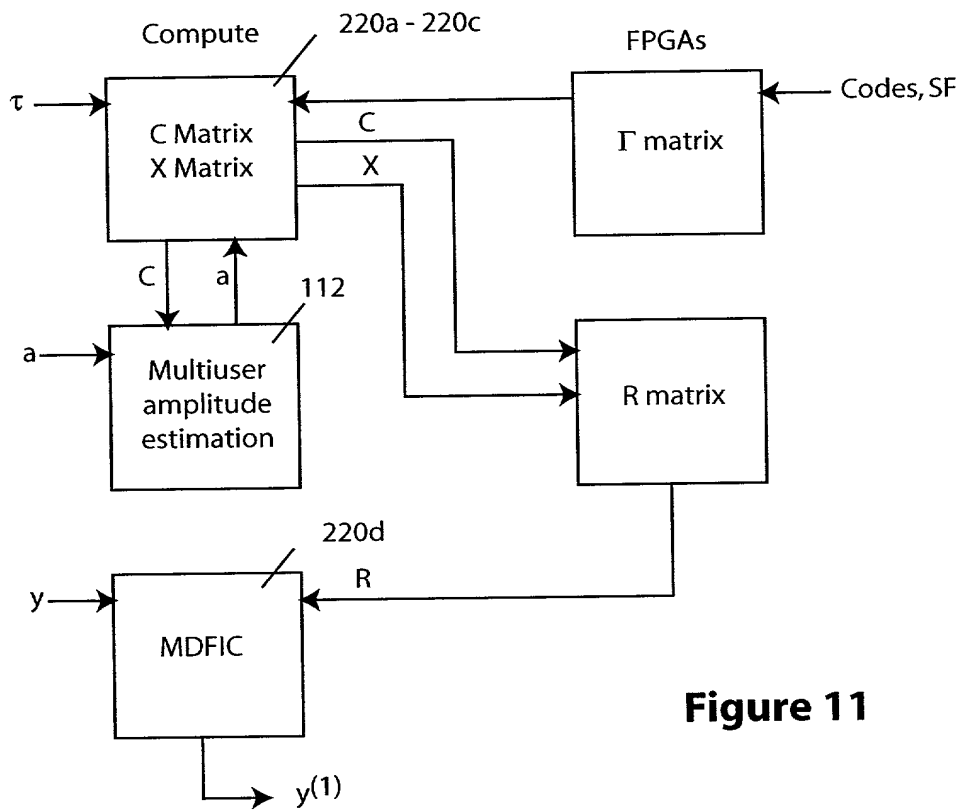 220a - 220c
Compute
FPGAs
τ
C Matrix
X Matrix
Γ matrix
Codes, SF
C
X
C
a
112
a
Multiuser
amplitude
estimation
R matrix
220d
R
y
MDFIC
y(1)
Figure 11